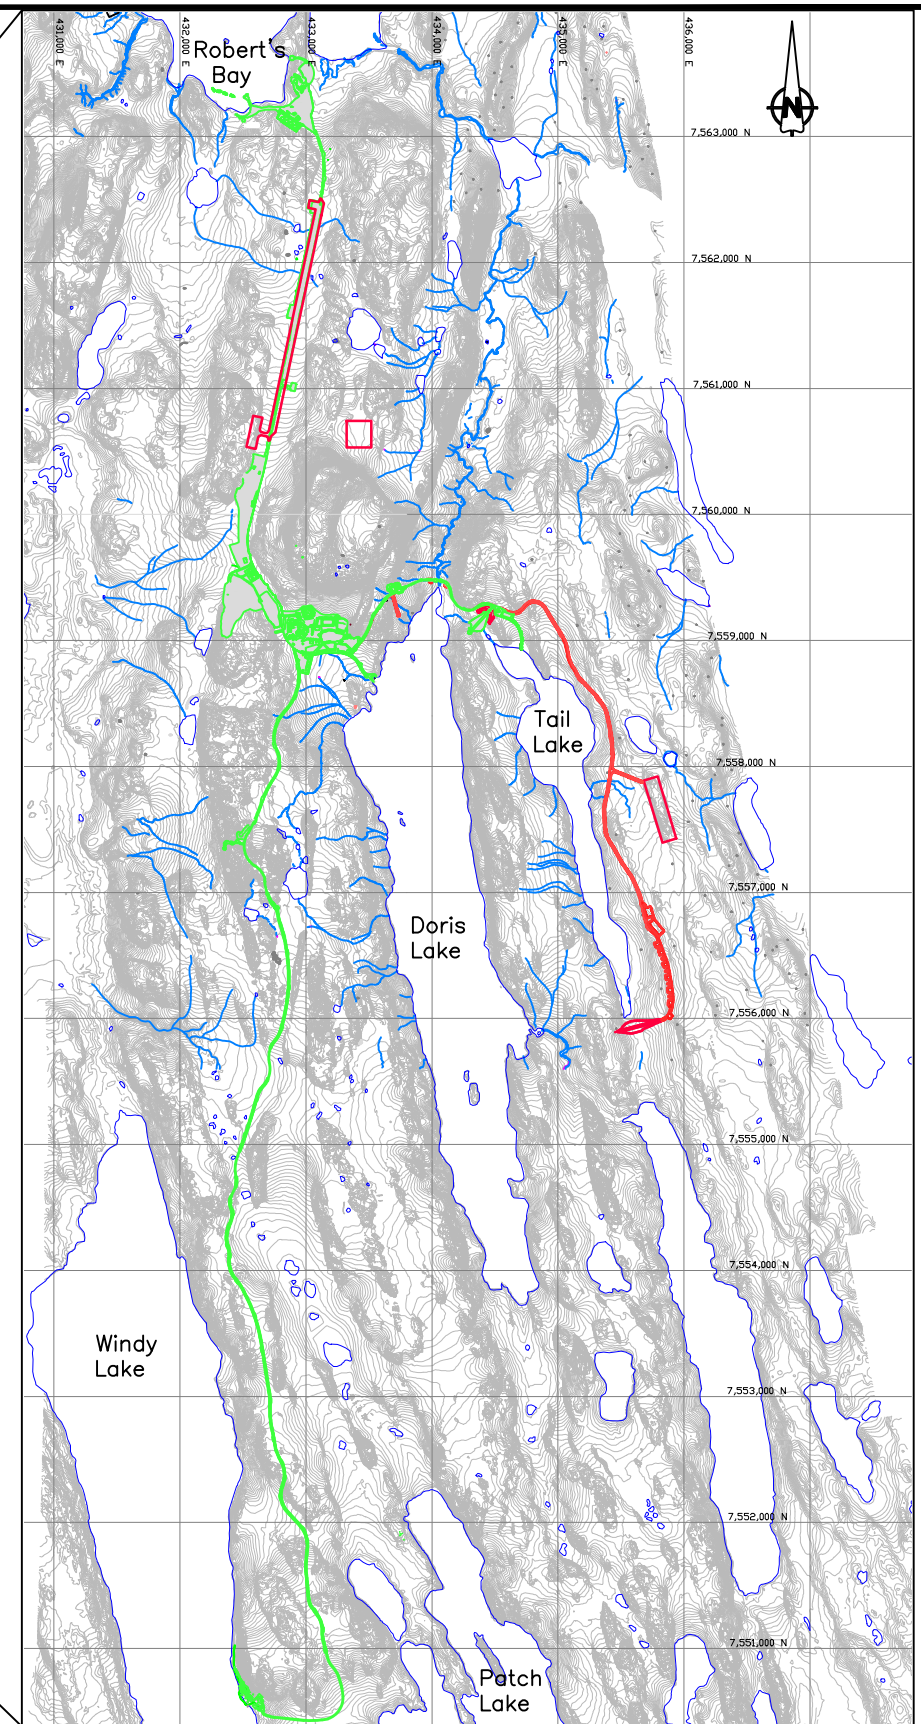 431,000 E
432,000 E
433,000 E
434,000 E
435,000 E
436,000 E
Robert's
Bay
N
7,563,000 N
7,562,000 N
7,561,000 N
7,560,000 N
7,559,000 N
Tail
Lake
7,558,000 N
7,557,000 N
Doris
Lake
7,556,000 N
7,555,000 N
7,554,000 N
Windy
Lake
7,553,000 N
7,552,000 N
7,551,000 N
Patch
Lake